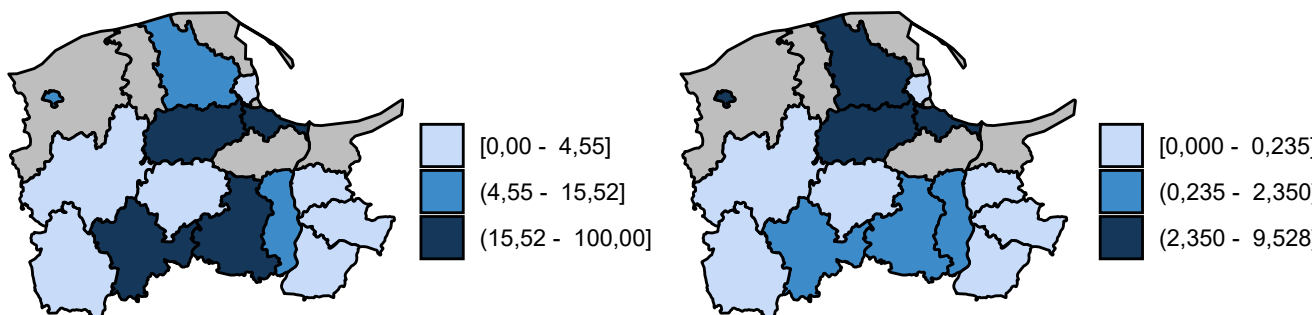 [0,00 - 4,55]
(4,55 - 15,52]
(15,52 - 100,00]
[0,000 - 0,235]
(0,235 - 2,350]
(2,350 - 9,528]